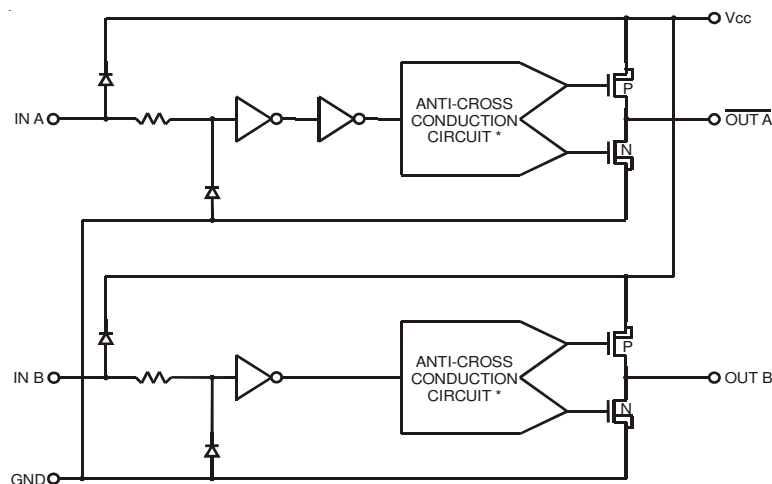 Vcc
ANTI-CROSS
CONDUCTION
CIRCUIT *
P
IN A
OUT A
N
ANTI-CROSS
CONDUCTION
CIRCUIT *
P
IN B
OUT B
N
GND